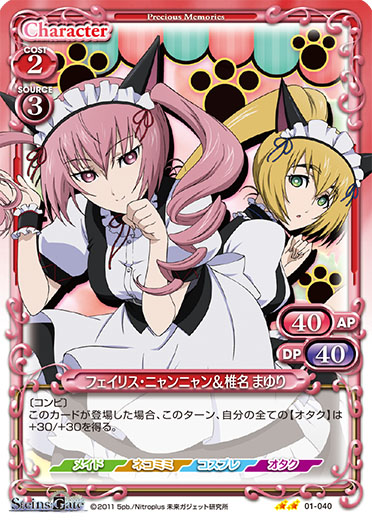 Precious Memories
Character
COST
2
SOURCE
3
40 AP
DP 40
フェイリス・ニャンニャン&椎名 まゆり
［コンビ］
このカードが登場した場合、このターン、自分の全ての【オタク】は
+30/+30を得る。
メイド ネコミミ コスプレ オタク
Steins;Gate ©2011 5pb./Nitroplus 未来ガジェット研究所 01-040